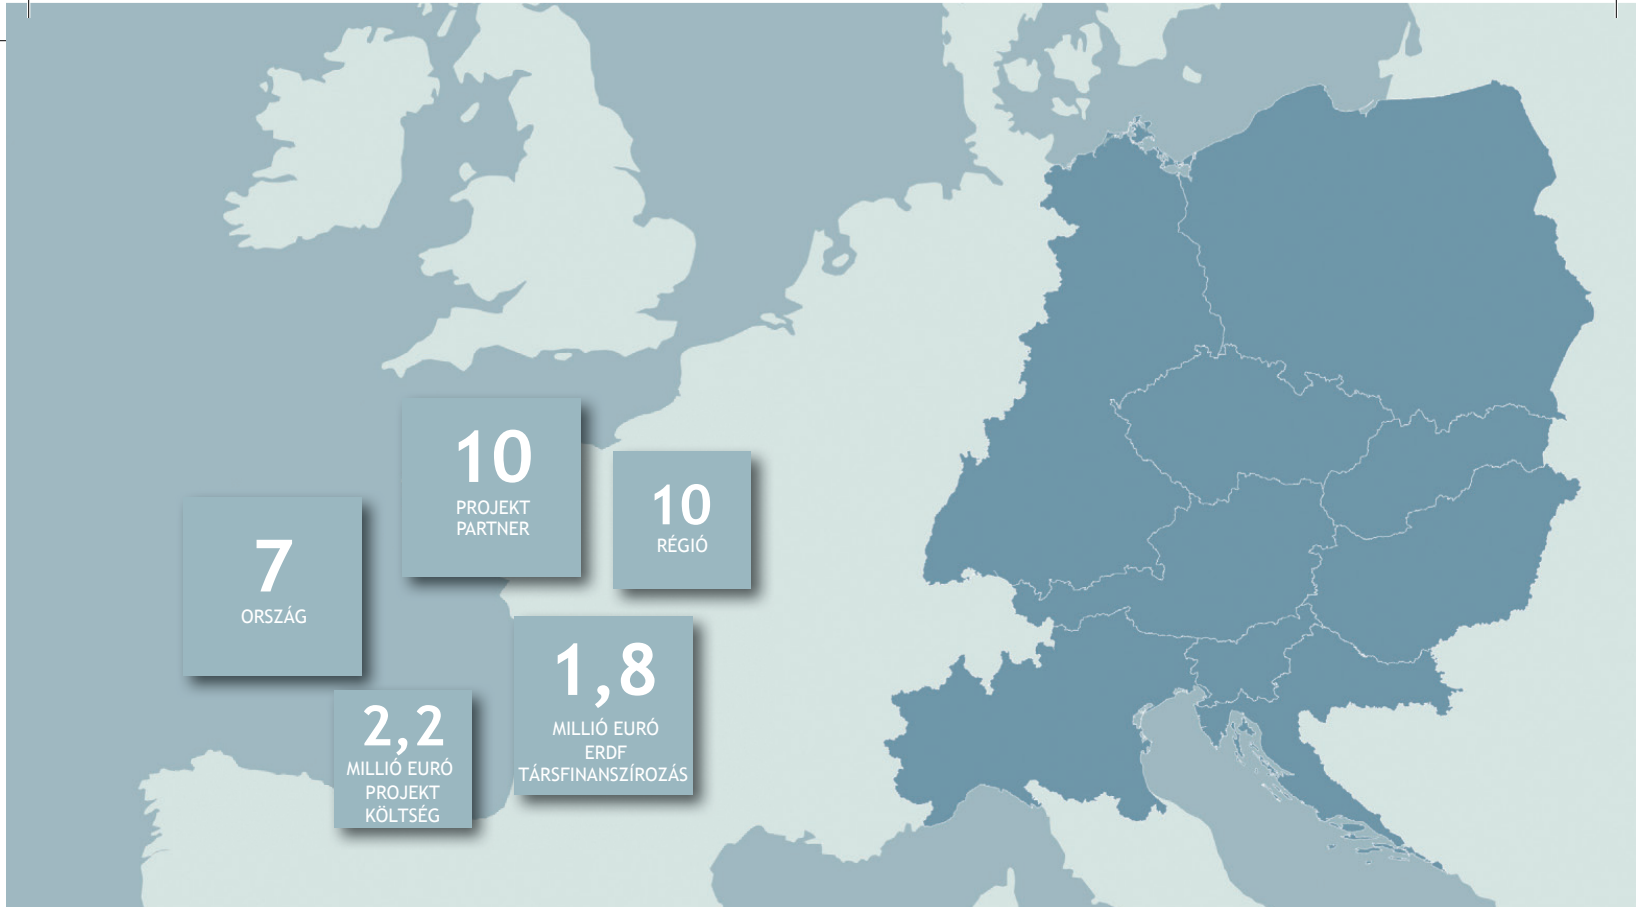 10
PROJEKT
PARTNER
10
RÉGIÓ
7
ORSZÁG
1,8
MILLIÓ EURÓ
ERDF
TÁRSFINANSZÍROZÁS
2,2
MILLIÓ EURÓ
PROJEKT
KÖLTSÉG